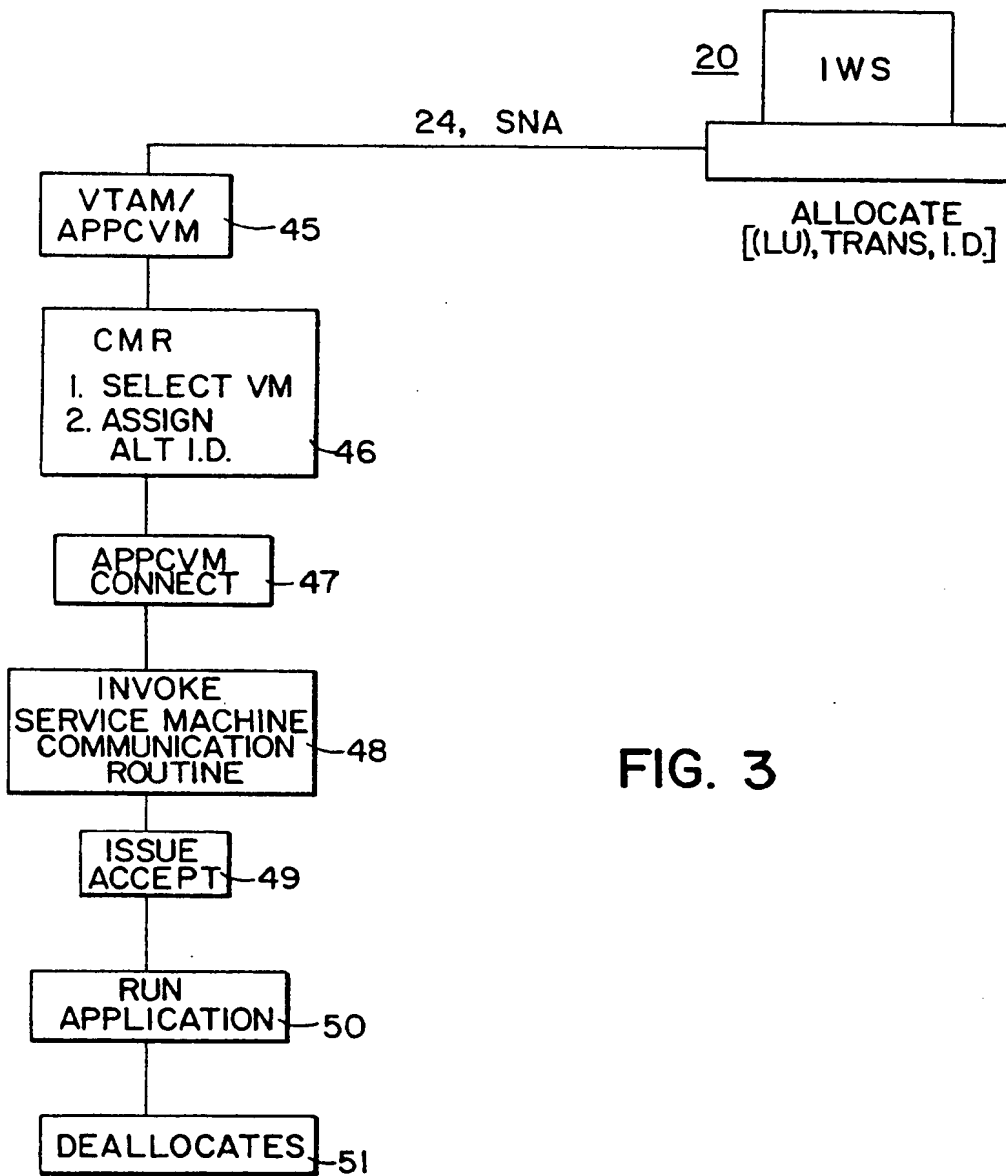 20
IWS
24, SNA
ALLOCATE
[(LU), TRANS, I.D.]
VTAM/
APPCVM
45
CMR
1. SELECT VM
2. ASSIGN
ALT I.D.
46
APPCVM
CONNECT
47
INVOKE
SERVICE MACHINE
COMMUNICATION
ROUTINE
48
FIG. 3
ISSUE
ACCEPT
49
RUN
APPLICATION
50
DEALLOCATES
51